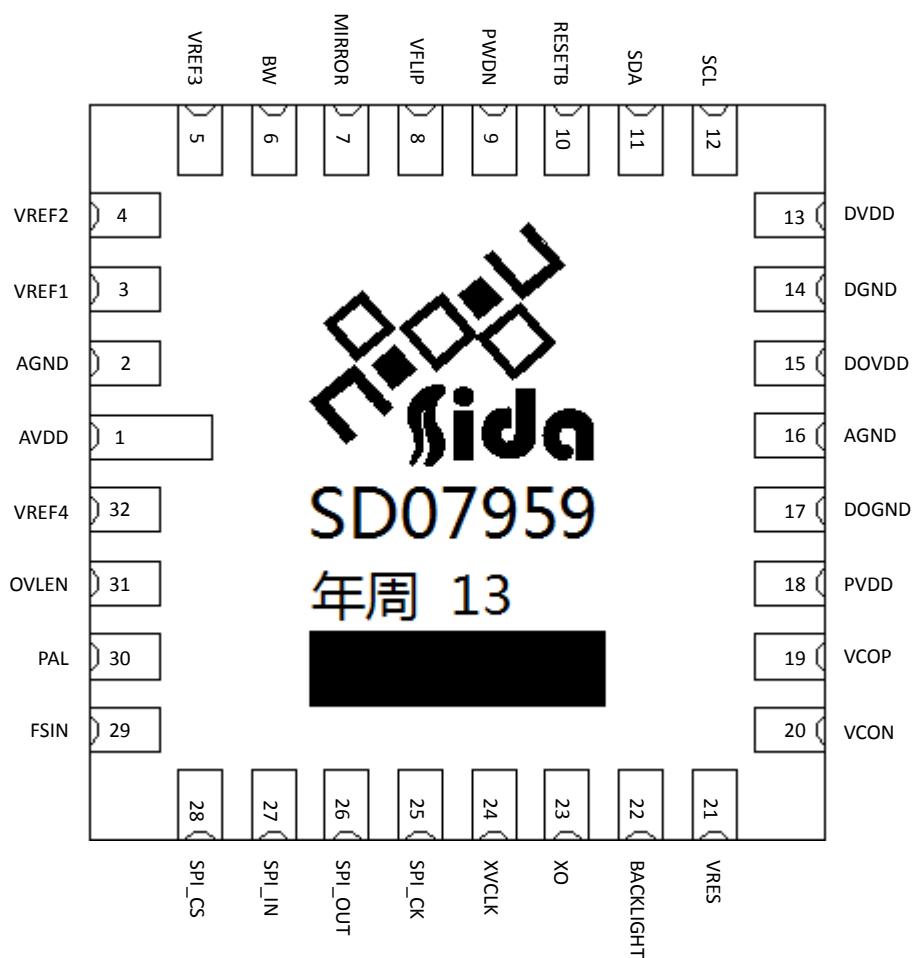 VREF3 BW MIRROR VFLIP PWDN RESETB SDA SCL
5 6 7 8 9 10 11 12
VREF2 4 13 DVDD
VREF1 3 14 DGND
AGND 2 15 DOVDD
AVDD 1 16 AGND
VREF4 32 17 DOGND
OVLEN 31 18 PVDD
PAL 30 19 VCOP
FSIN 29 20 VCON
Sida
SD07959
年周 13
28 27 26 25 24 23 22 21
SPI_CS SPI_IN SPI_OUT SPI_CK XVCLK XO BACKLIGHT VRES